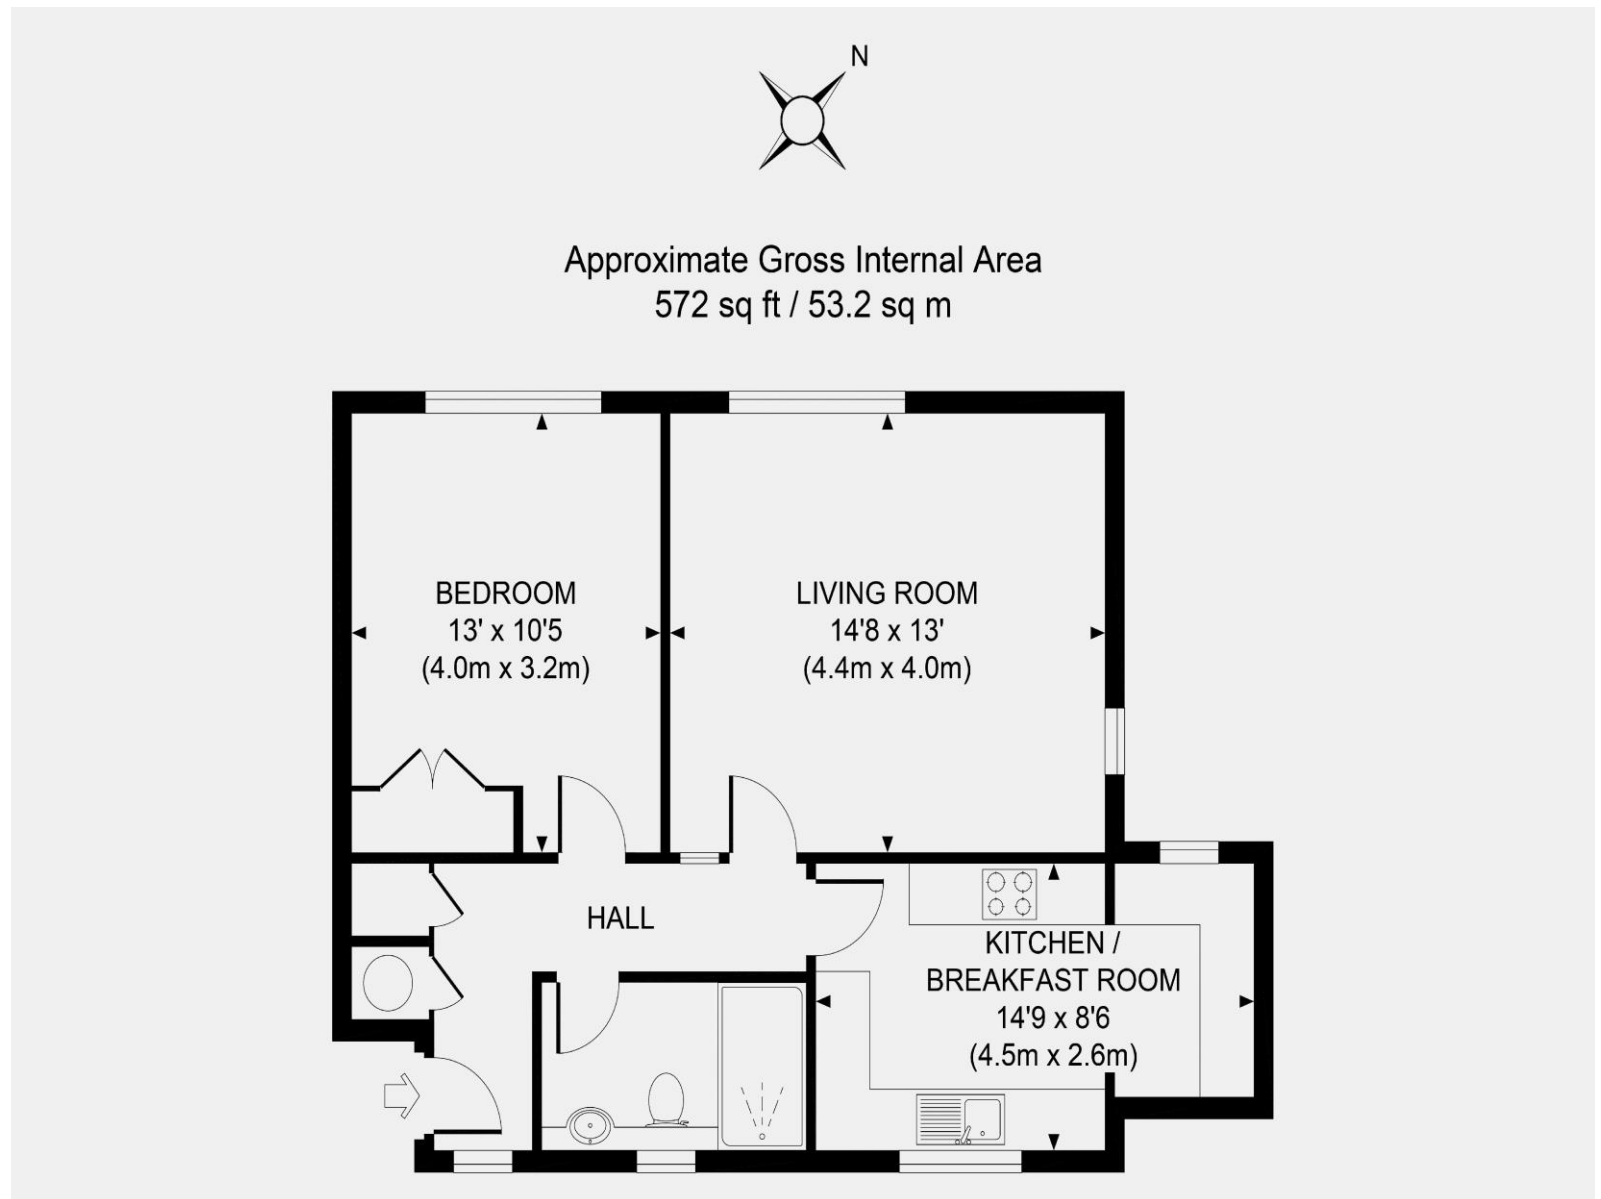 N
Approximate Gross Internal Area
572 sq ft / 53.2 sq m
BEDROOM
13' x 10'5
(4.0m x 3.2m)
LIVING ROOM
14'8 x 13'
(4.4m x 4.0m)
HALL
KITCHEN /
BREAKFAST ROOM
14'9 x 8'6
(4.5m x 2.6m)